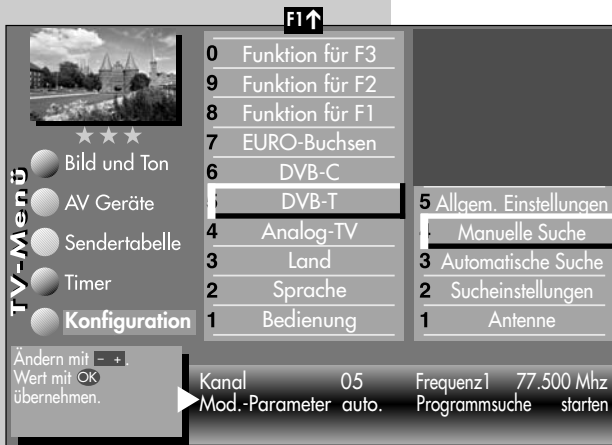 F1↑
0 Funktion für F3
9 Funktion für F2
8 Funktion für F1
7 EURO-Buchsen
6 DVB-C
5 DVB-T
4 Analog-TV
3 Land
2 Sprache
1 Bedienung
TV-Menü
Bild und Ton
AV Geräte
Sendertabelle
Timer
Konfiguration
5 Allgem. Einstellungen
Manuelle Suche
3 Automatische Suche
2 Sucheinstellungen
1 Antenne
Ändern mit - + .
Wert mit OK
übernehmen.
Kanal 05 Frequenz1 77.500 Mhz
Mod.-Parameter auto. Programmsuche starten